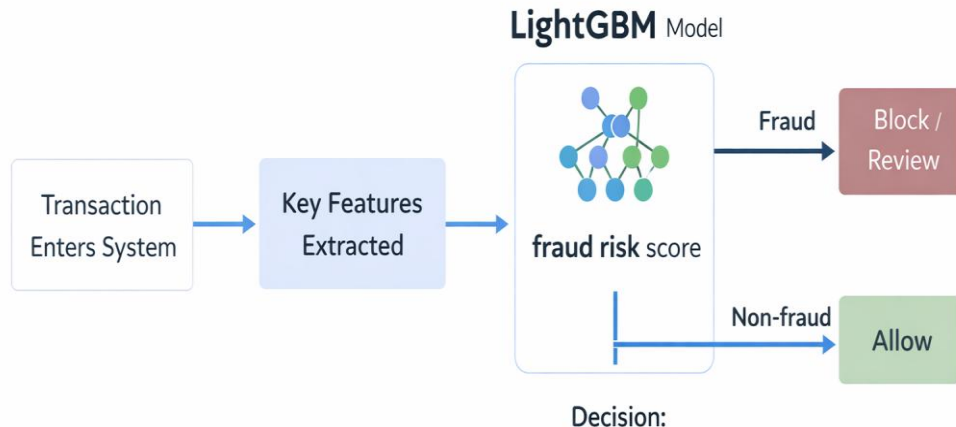 LightGBM Model
Transaction
Enters System
Key Features
Extracted
fraud risk score
Fraud
Block /
Review
Non-fraud
Allow
Decision: